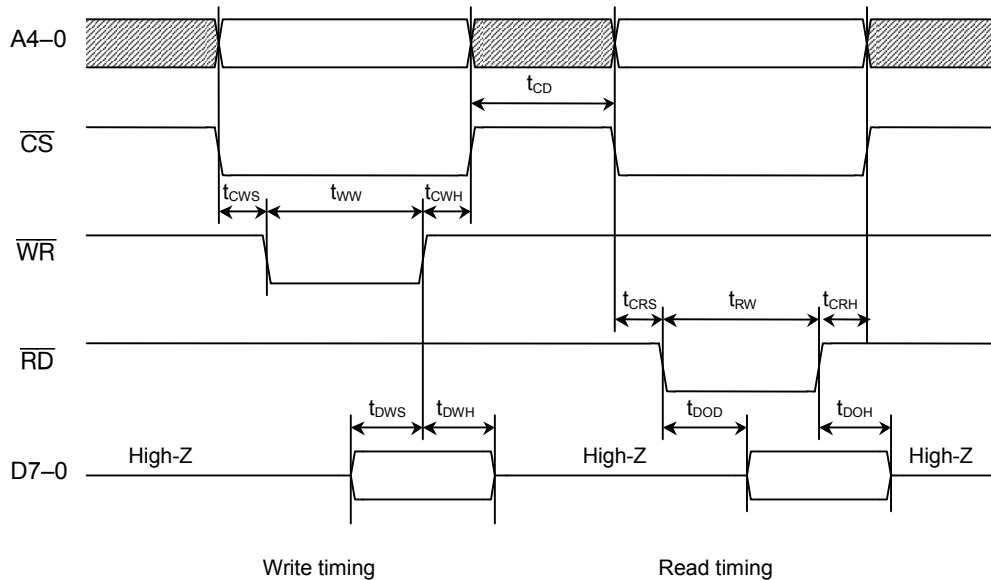 A4–0
tCD
CS
tCWS tWW tCWH
WR
tCRS tRW tCRH
RD
tDWS tDWH tDOD tDOH
D7–0 High-Z High-Z High-Z
Write timing Read timing